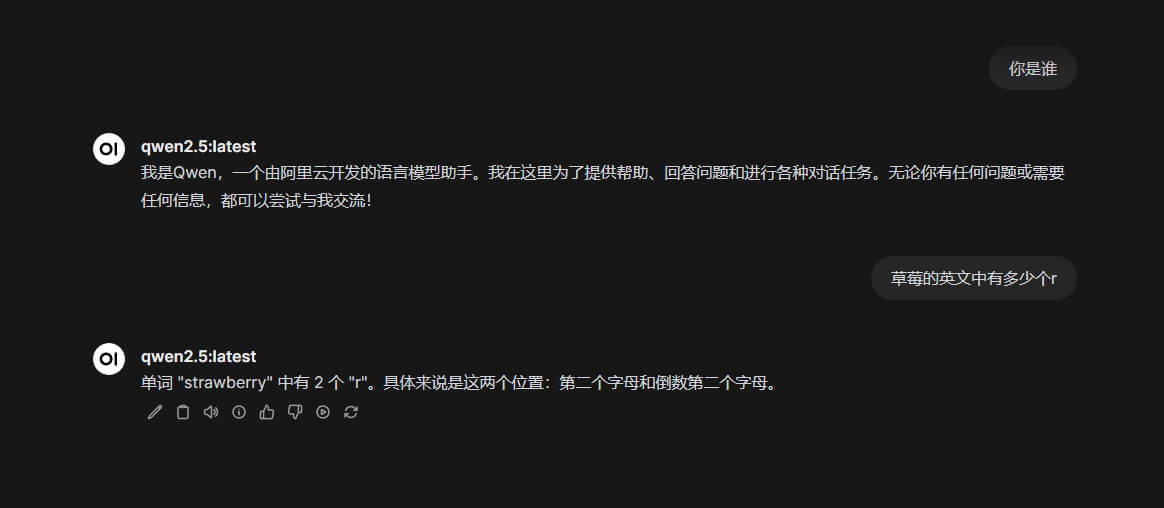 你是谁
OI
qwen2.5:latest
我是Qwen，一个由阿里云开发的语言模型助手。我在这里为了提供帮助、回答问题和进行各种对话任务。无论你有任何问题或需要
任何信息，都可以尝试与我交流！
草莓的英文中有多少个r
OI
qwen2.5:latest
单词 "strawberry" 中有 2 个 "r"。具体来说是这两个位置：第二个字母和倒数第二个字母。